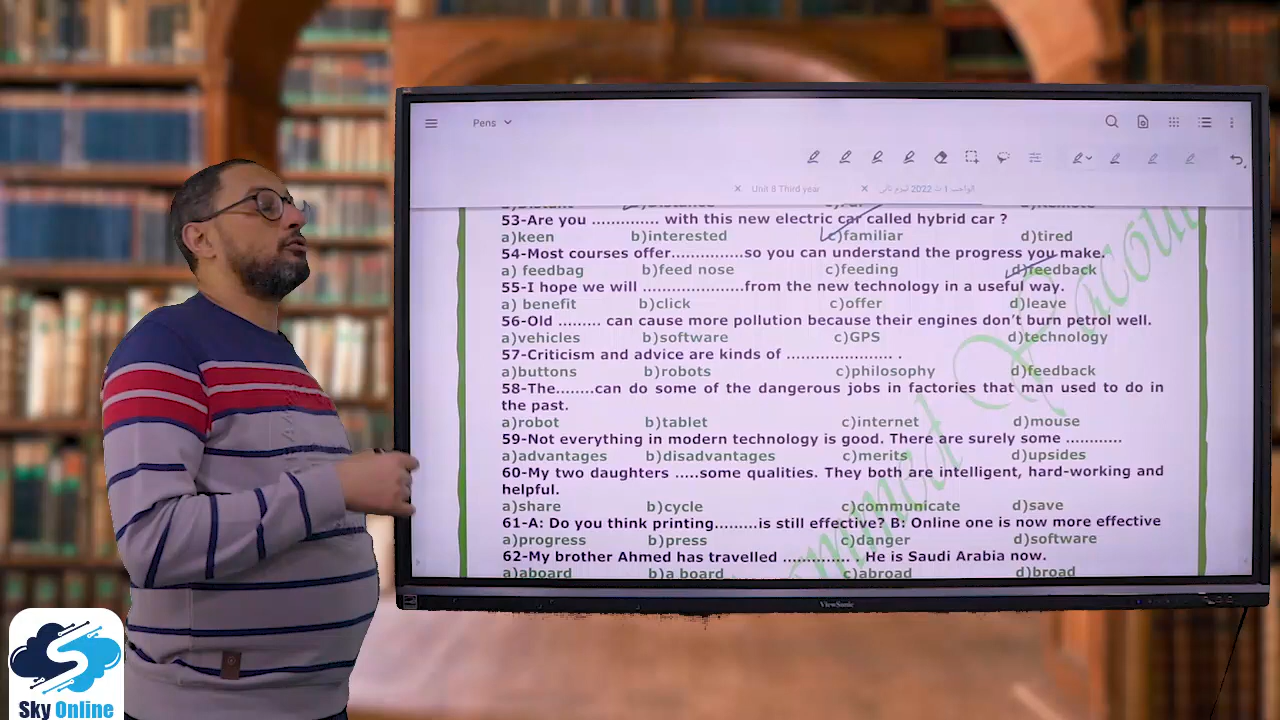 Pens
Unit 8 Third year
الواجب 1 ث 2022 تيرم تاني
53-Are you .............. with this new electric car called hybrid car ?
a)keen b)interested c)familiar d)tired
54-Most courses offer...............so you can understand the progress you make.
a) feedbag b)feed nose c)feeding d)feedback
55-I hope we will .....................from the new technology in a useful way.
a) benefit b)click c)offer d)leave
56-Old ......... can cause more pollution because their engines don't burn petrol well.
a)vehicles b)software c)GPS d)technology
57-Criticism and advice are kinds of ...................... .
a)buttons b)robots c)philosophy d)feedback
58-The........can do some of the dangerous jobs in factories that man used to do in
the past.
a)robot b)tablet c)internet d)mouse
59-Not everything in modern technology is good. There are surely some ............
a)advantages b)disadvantages c)merits d)upsides
60-My two daughters .....some qualities. They both are intelligent, hard-working and
helpful.
a)share b)cycle c)communicate d)save
61-A: Do you think printing.........is still effective? B: Online one is now more effective
a)progress b)press c)danger d)software
62-My brother Ahmed has travelled .............. . He is Saudi Arabia now.
a)aboard b)a board c)abroad d)broad
ViewSonic
Sky Online